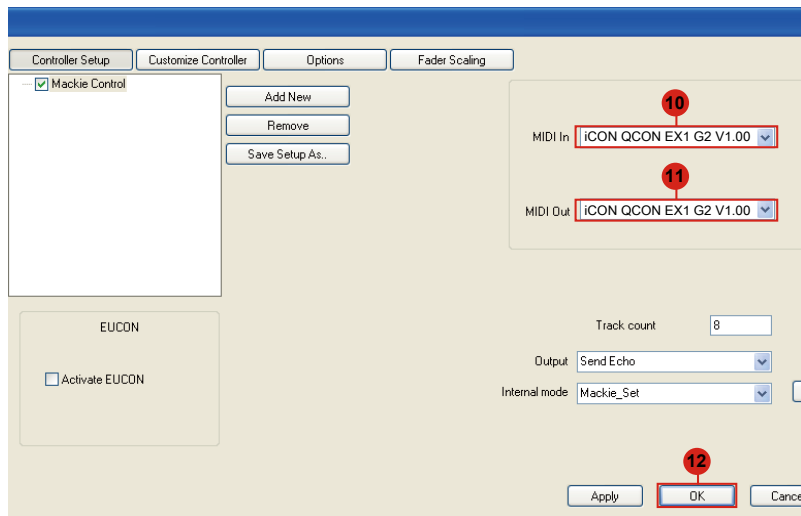 Controller Setup
Customize Controller
Options
Fader Scaling
Mackie Control
Add New
Remove
Save Setup As..
10
MIDI In
iCON QCON EX1 G2 V1.00
11
MIDI Out
iCON QCON EX1 G2 V1.00
EUCON
Activate EUCON
Track count
8
Output
Send Echo
Internal mode
Mackie_Set
12
Apply
OK
Cance